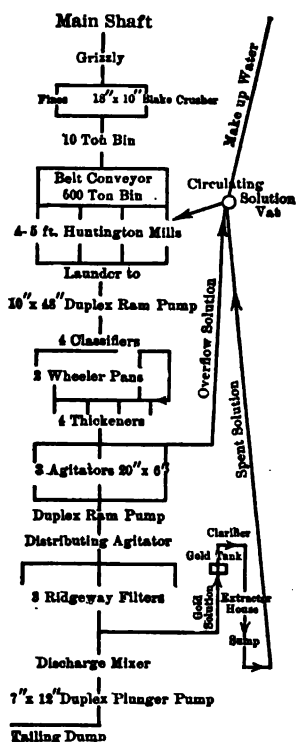 Main Shaft
Grizzly
Fines 15" x 10" Blake Crusher
10 Ton Bin
Belt Conveyor
500 Ton Bin
4-5 ft. Huntington Mills
Launder to
10" x 48" Duplex Ram Pump
4 Classifiers
2 Wheeler Pans
4 Thickeners
3 Agitators 20" x 6'
Duplex Ram Pump
Distributing Agitator
3 Ridgeway Filters
Discharge Mixer
7" x 12" Duplex Plunger Pump
Tailing Dump
Make up Water
Circulating
Solution
Vat
Overflow Solution
Spent Solution
Clarifier
Gold Tank
Gold
Solution
Extractor
House
Sump